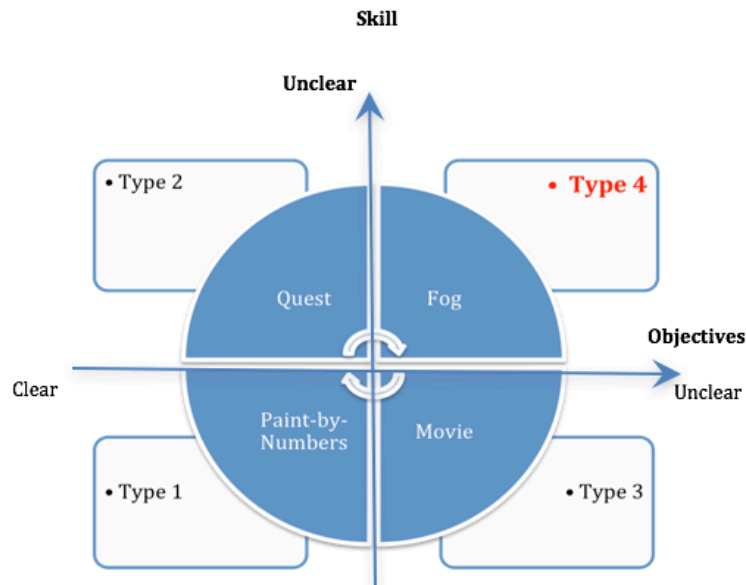 Skill
Unclear
• Type 2
• Type 4
Quest
Fog
Objectives
Clear
Unclear
Paint-by-
Numbers
Movie
• Type 1
• Type 3